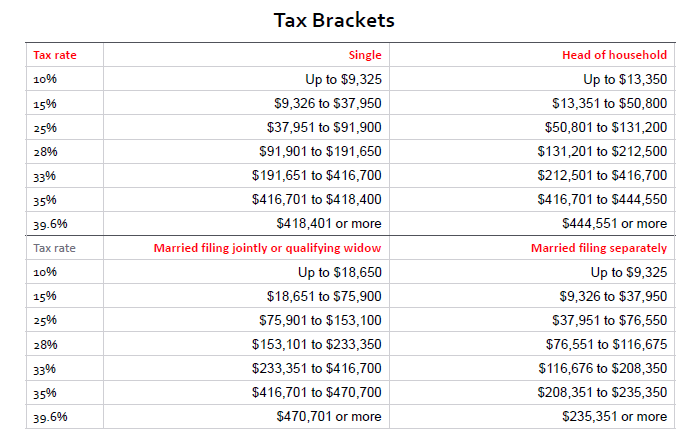 Tax Brackets
Tax rate Single Head of household
10% Up to $9,325 Up to $13,350
15% $9,326 to $37,950 $13,351 to $50,800
25% $37,951 to $91,900 $50,801 to $131,200
28% $91,901 to $191,650 $131,201 to $212,500
33% $191,651 to $416,700 $212,501 to $416,700
35% $416,701 to $418,400 $416,701 to $444,550
39.6% $418,401 or more $444,551 or more
Tax rate Married filing jointly or qualifying widow Married filing separately
10% Up to $18,650 Up to $9,325
15% $18,651 to $75,900 $9,326 to $37,950
25% $75,901 to $153,100 $37,951 to $76,550
28% $153,101 to $233,350 $76,551 to $116,675
33% $233,351 to $416,700 $116,676 to $208,350
35% $416,701 to $470,700 $208,351 to $235,350
39.6% $470,701 or more $235,351 or more